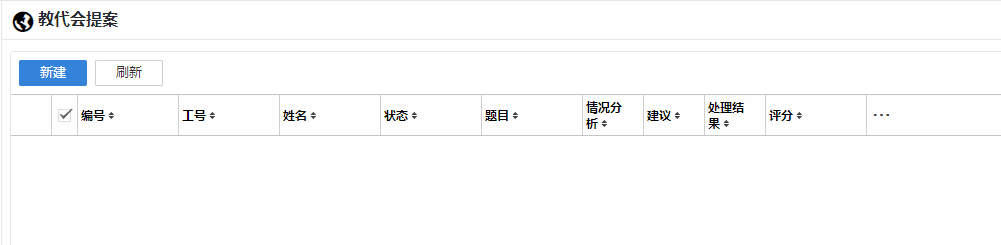 教代会提案
新建 刷新
编号 工号 姓名 状态 题目 情况分析 建议 处理结果 评分 ...